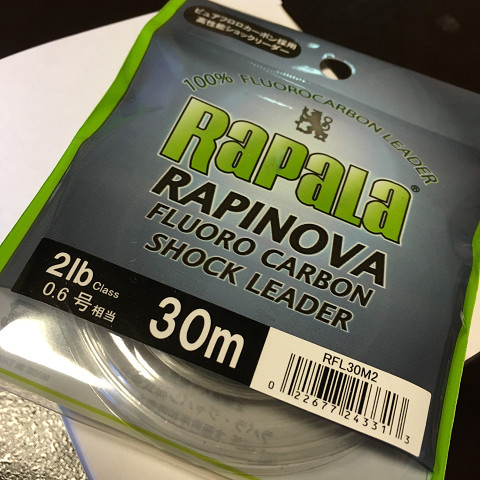 ピュアフロロカーボン採用
高性能ショックリーダー
100% FLUOROCARBON LEADER
Rapala®
RAPINOVA
FLUORO CARBON
SHOCK LEADER
2lb Class
0.6号相当
30m
RFL30M2
0 22677 24331 3